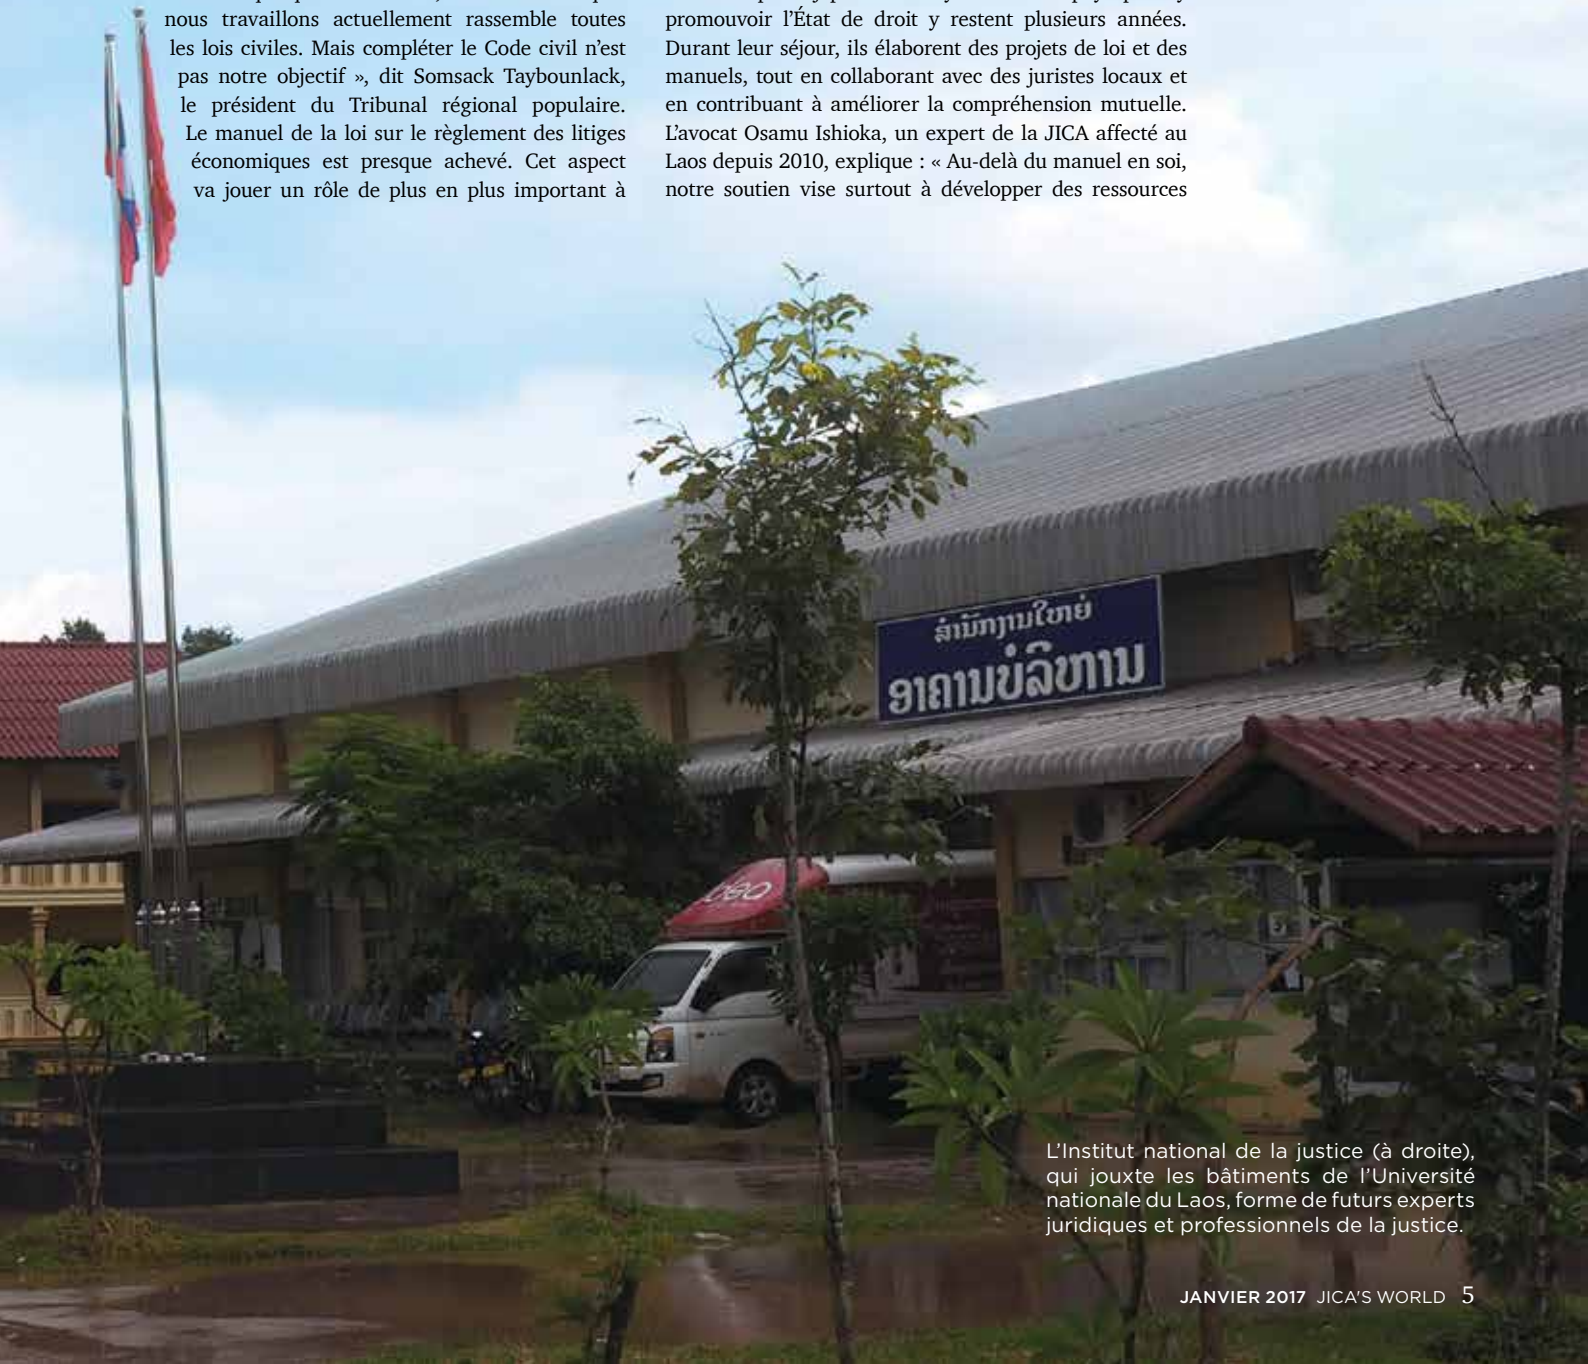 nous travaillons actuellement rassemble toutes
les lois civiles. Mais compléter le Code civil n’est
pas notre objectif », dit Somsack Taybounlack,
le président du Tribunal régional populaire.
Le manuel de la loi sur le règlement des litiges
économiques est presque achevé. Cet aspect
va jouer un rôle de plus en plus important à
promouvoir l’État de droit y restent plusieurs années.
Durant leur séjour, ils élaborent des projets de loi et des
manuels, tout en collaborant avec des juristes locaux et
en contribuant à améliorer la compréhension mutuelle.
L’avocat Osamu Ishioka, un expert de la JICA affecté au
Laos depuis 2010, explique : « Au-delà du manuel en soi,
notre soutien vise surtout à développer des ressources
ສຳນັກງານໃຫຍ່
ອາຄານບໍລິຫານ
L’Institut national de la justice (à droite),
qui jouxte les bâtiments de l’Université
nationale du Laos, forme de futurs experts
juridiques et professionnels de la justice.
JANVIER 2017 JICA'S WORLD 5